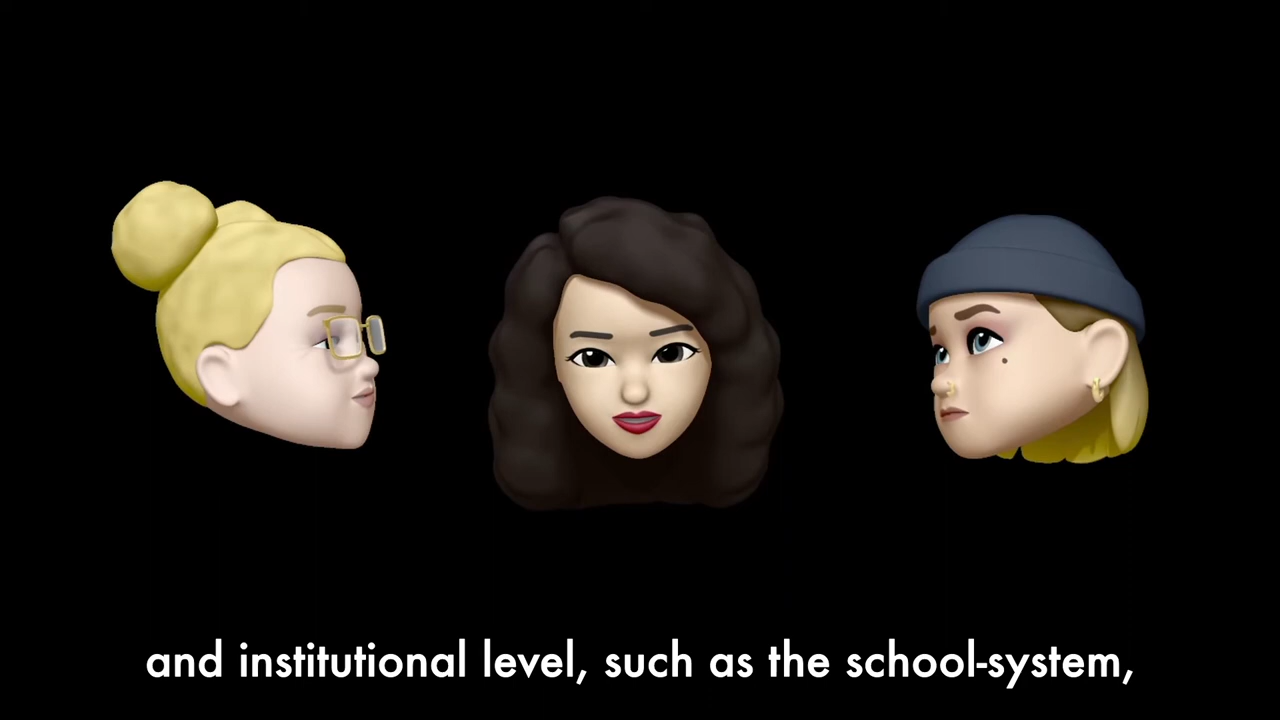 and institutional level, such as the school-system,